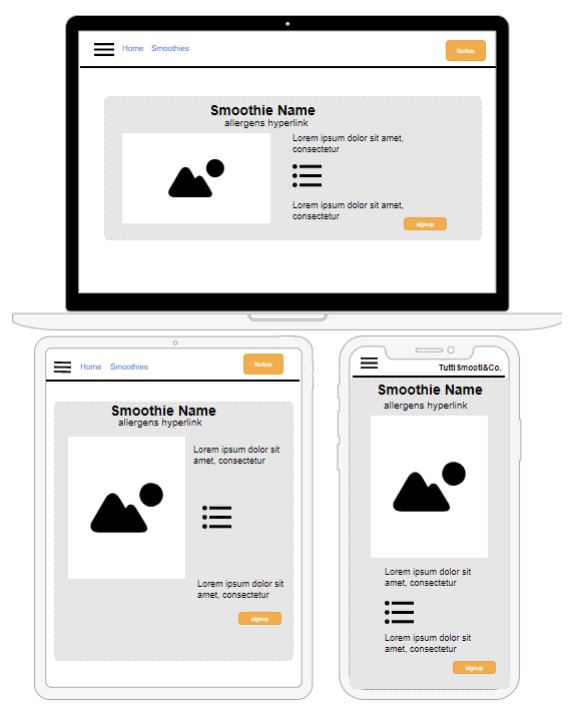 Home Smoothies
Button
Smoothie Name
allergens hyperlink
Lorem ipsum dolor sit amet,
consectetur
Lorem ipsum dolor sit amet,
consectetur
signup
Home Smoothies
Button
Smoothie Name
allergens hyperlink
Lorem ipsum dolor sit
amet, consectetur
Lorem ipsum dolor sit
amet, consectetur
signup
Tutti Smooti&Co.
Smoothie Name
allergens hyperlink
Lorem ipsum dolor sit
amet, consectetur
Lorem ipsum dolor sit
amet, consectetur
signup